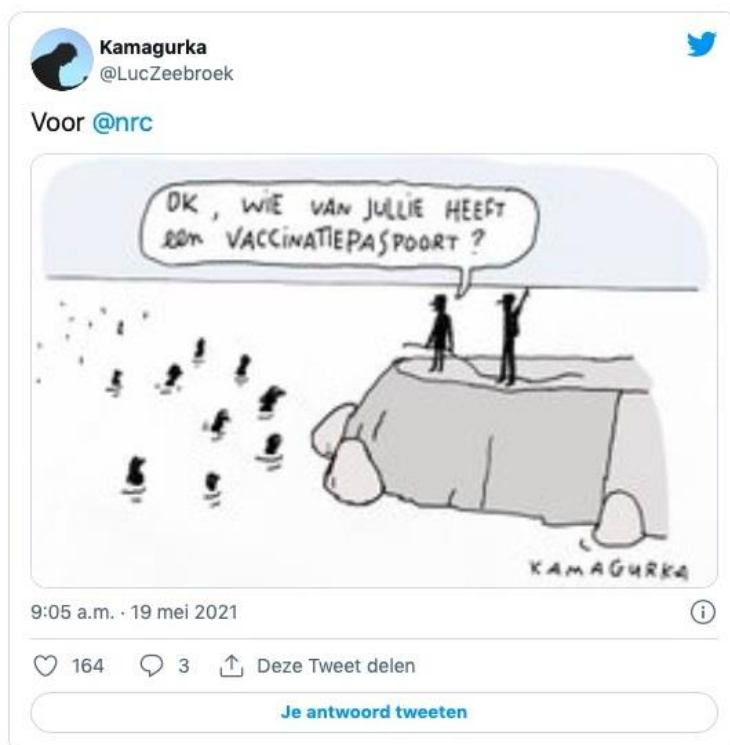 Kamagurka
@LucZeebroek
Voor @nrc
OK, WIE VAN JULLIE HEEFT
een VACCINATIEPASPOORT ?
KAMAGURKA
9:05 a.m. · 19 mei 2021
164 3 Deze Tweet delen
Je antwoord tweeten